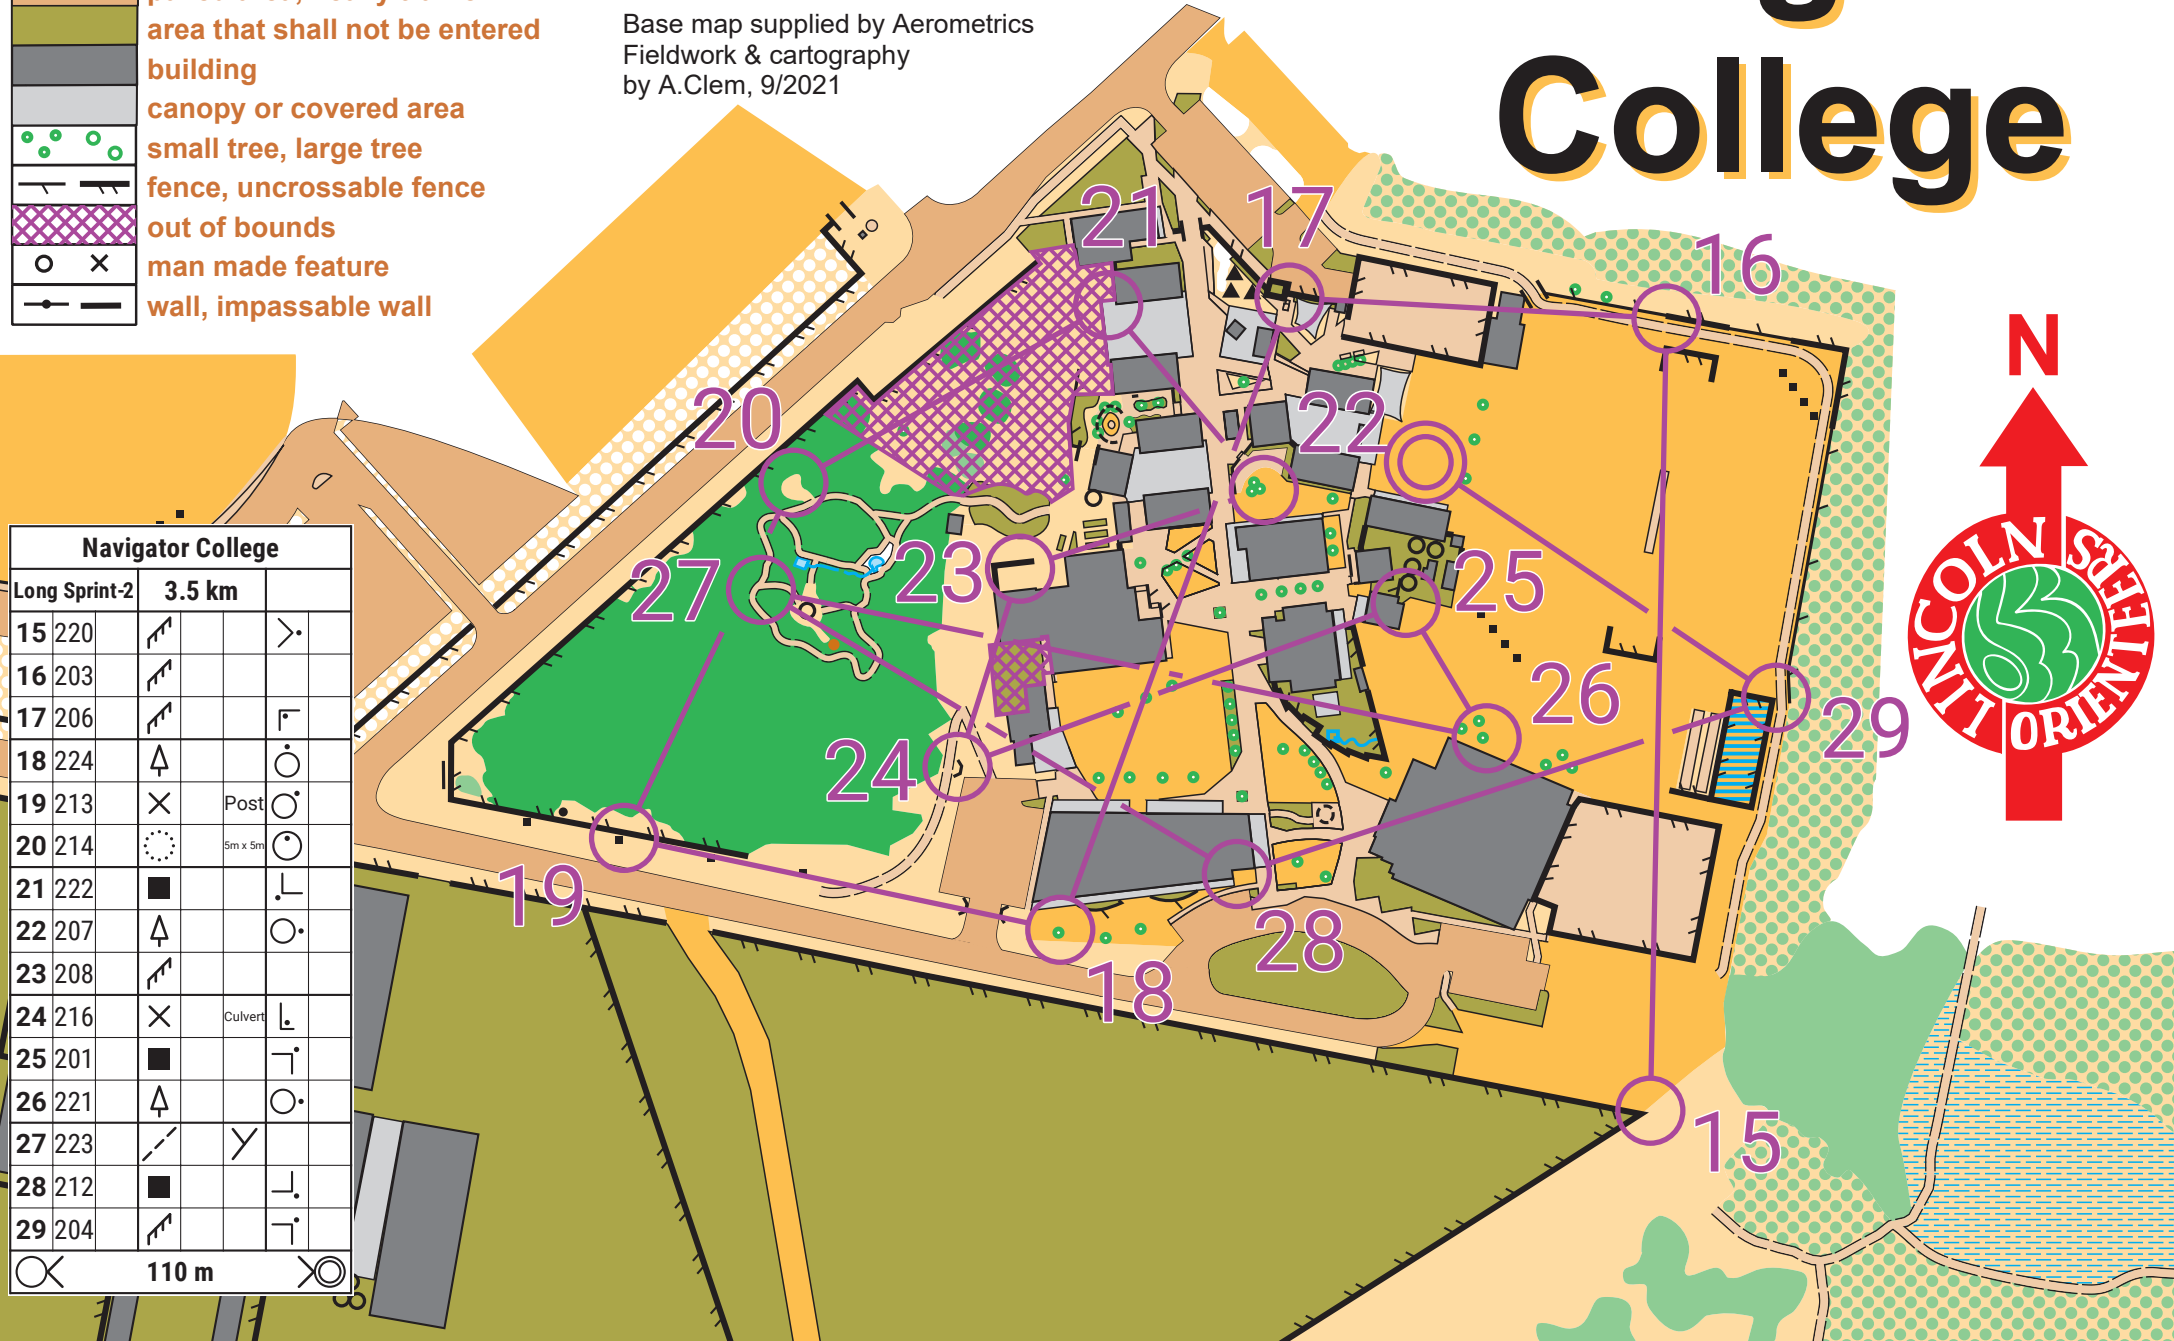 area that shall not be entered
building
canopy or covered area
small tree, large tree
fence, uncrossable fence
out of bounds
man made feature
wall, impassable wall
Base map supplied by Aerometrics
Fieldwork & cartography
by A.Clem, 9/2021
College
N
LINCOLN
ORIENTEERS
21
17
16
20
22
23
27
25
26
29
24
19
18
28
15
Navigator College
Long Sprint-2 3.5 km
15 220
16 203
17 206
18 224
19 213 Post
20 214 5m x 5m
21 222
22 207
23 208
24 216 Culvert
25 201
26 221
27 223
28 212
29 204
110 m